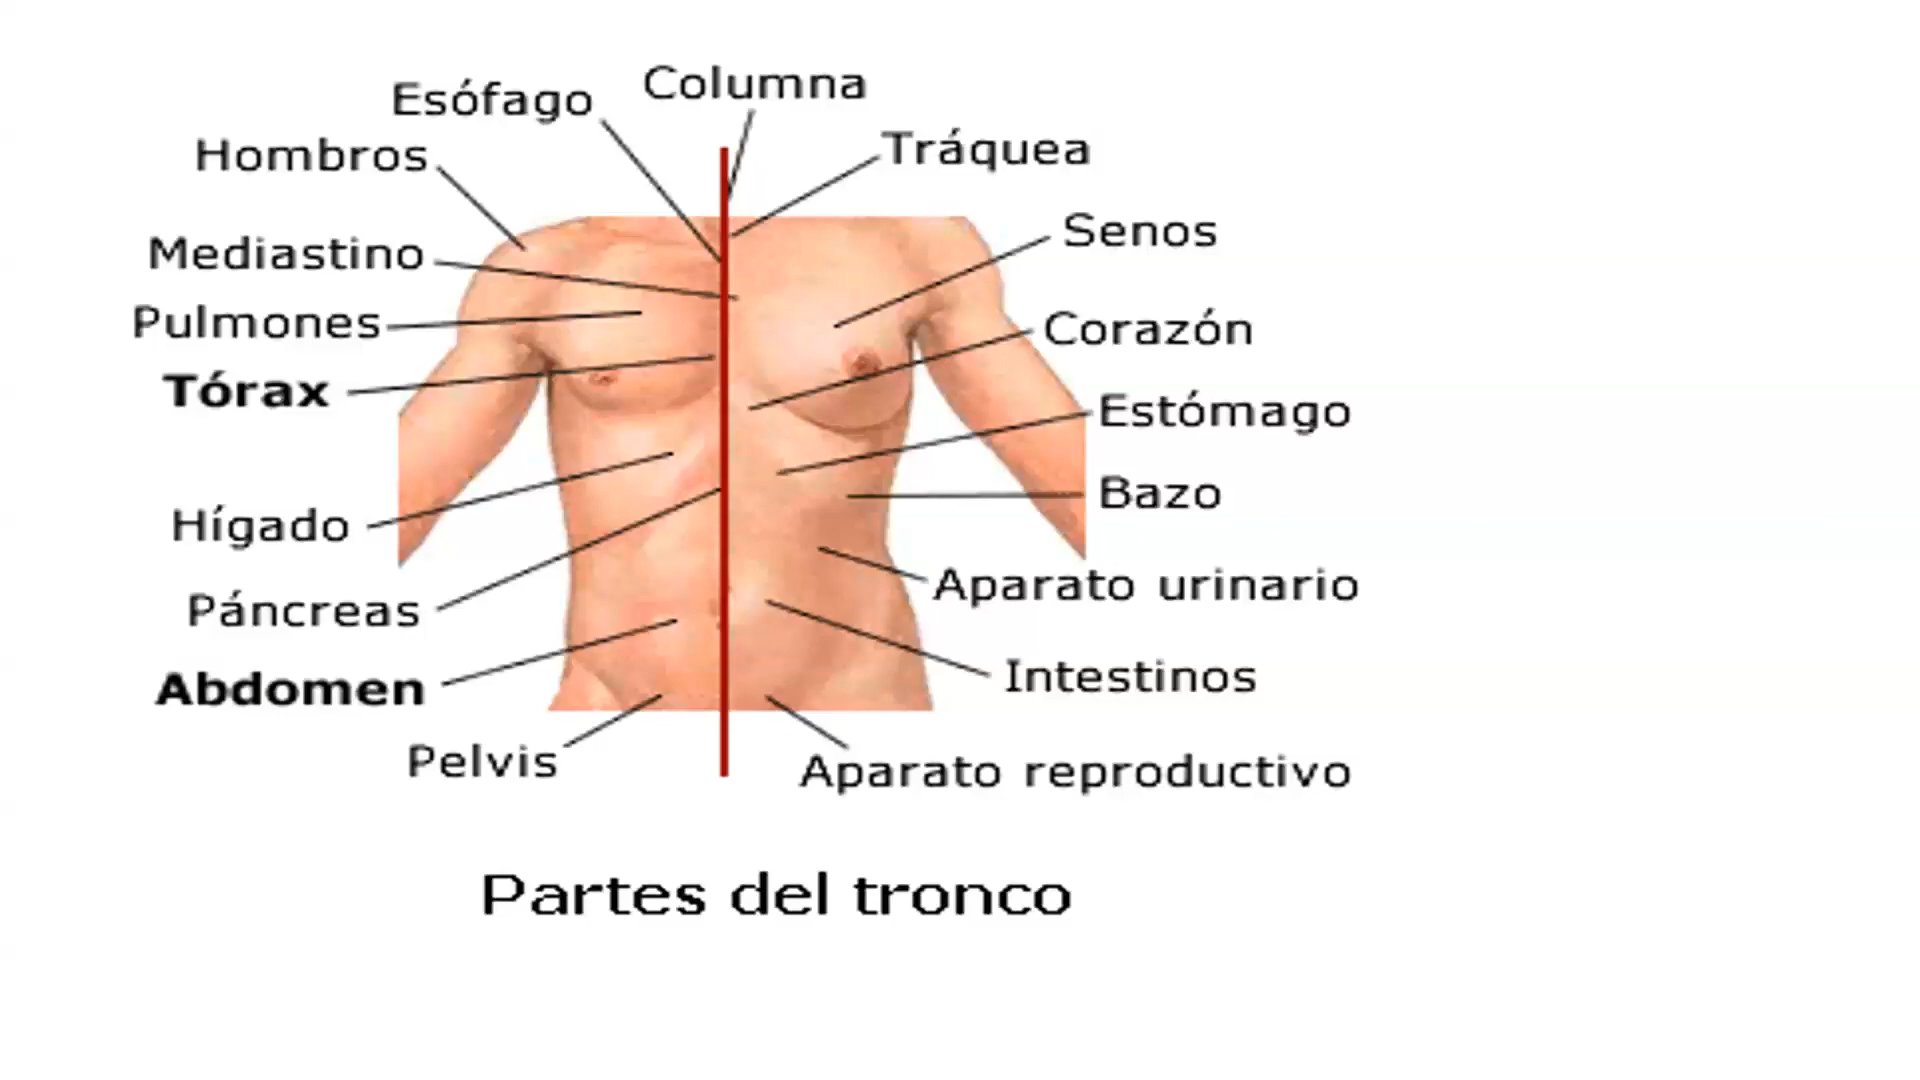 Columna
Esófago
Tráquea
Hombros
Senos
Mediastino
Pulmones
Corazón
Tórax
Estómago
Bazo
Hígado
Aparato urinario
Páncreas
Intestinos
Abdomen
Pelvis
Aparato reproductivo
Partes del tronco